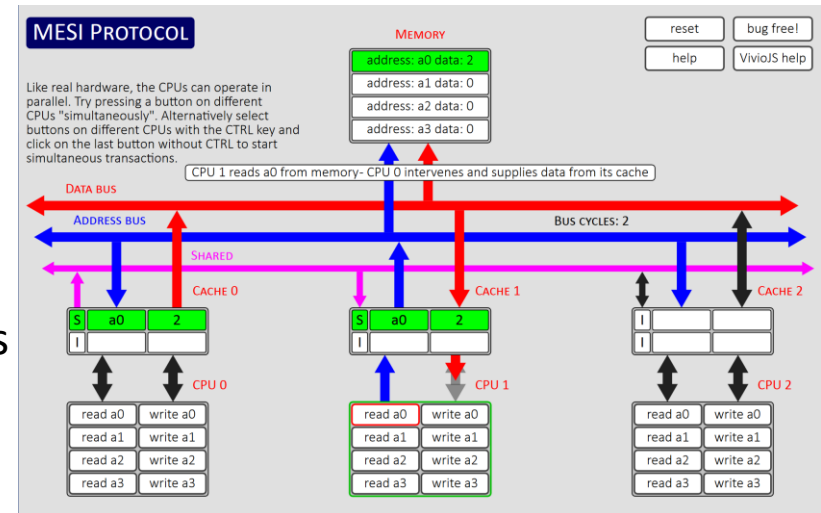 MESI PROTOCOL
MEMORY
reset
bug free!
help
VivioJS help
address: a0 data: 2
address: a1 data: 0
address: a2 data: 0
address: a3 data: 0
Like real hardware, the CPUs can operate in
parallel. Try pressing a button on different
CPUs "simultaneously". Alternatively select
buttons on different CPUs with the CTRL key and
click on the last button without CTRL to start
simultaneous transactions.
CPU 1 reads a0 from memory- CPU 0 intervenes and supplies data from its cache
DATA BUS
ADDRESS BUS
BUS CYCLES: 2
SHARED
CACHE 0
CACHE 1
CACHE 2
S a0 2
I
S a0 2
I
I
I
s
CPU 0
CPU 1
CPU 2
read a0 write a0
read a1 write a1
read a2 write a2
read a3 write a3
read a0 write a0
read a1 write a1
read a2 write a2
read a3 write a3
read a0 write a0
read a1 write a1
read a2 write a2
read a3 write a3